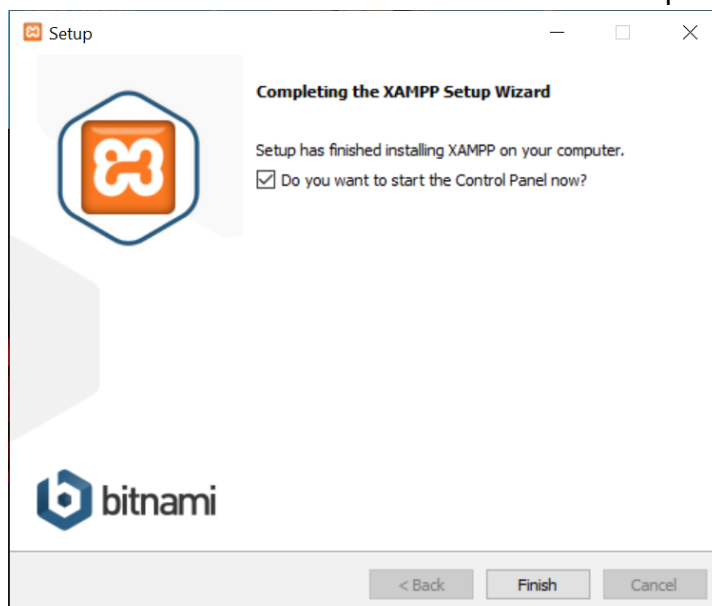 Setup
Completing the XAMPP Setup Wizard
Setup has finished installing XAMPP on your computer.
Do you want to start the Control Panel now?
bitnami
< Back
Finish
Cancel